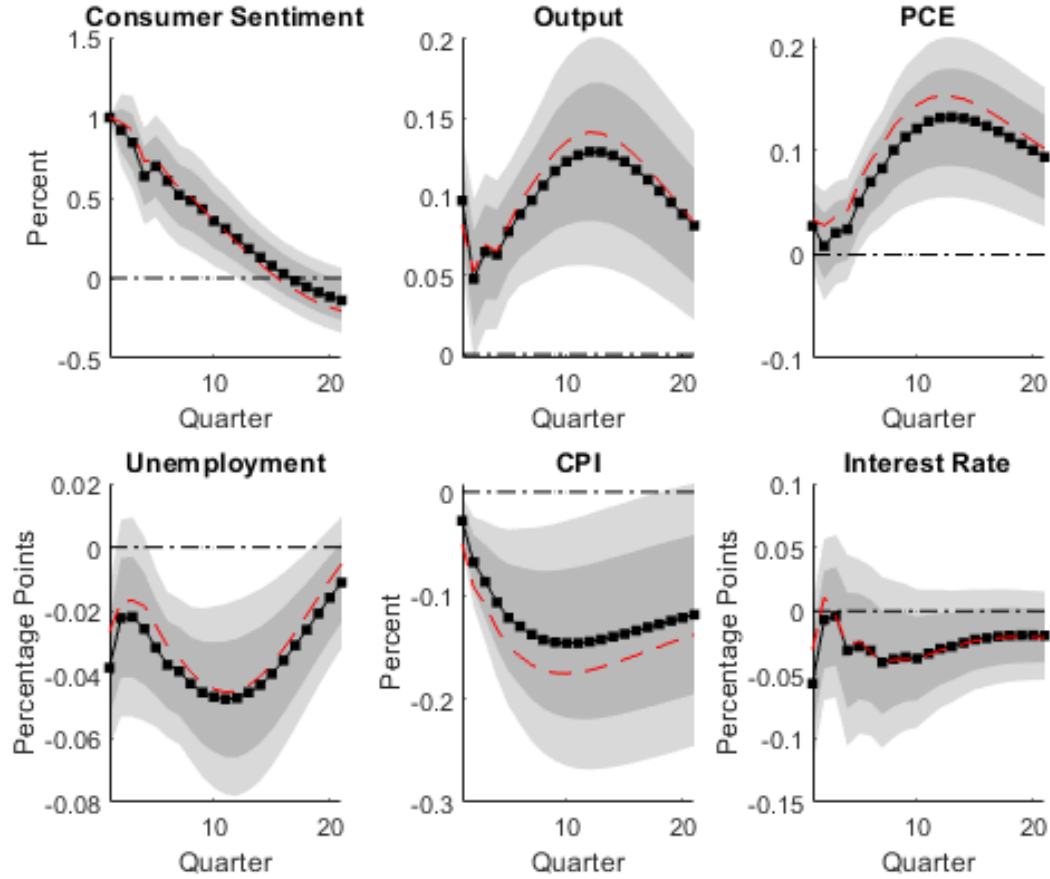 Consumer Sentiment
1.5
1
0.5
0
-0.5
Percent
10
20
Quarter
Output
0.2
0.15
0.1
0.05
0
10
20
Quarter
PCE
0.2
0.1
0
-0.1
10
20
Quarter
Unemployment
0.02
0
-0.02
-0.04
-0.06
-0.08
Percentage Points
10
20
Quarter
CPI
0
-0.1
-0.2
-0.3
Percent
10
20
Quarter
Interest Rate
0.1
0.05
0
-0.05
-0.1
-0.15
Percentage Points
10
20
Quarter